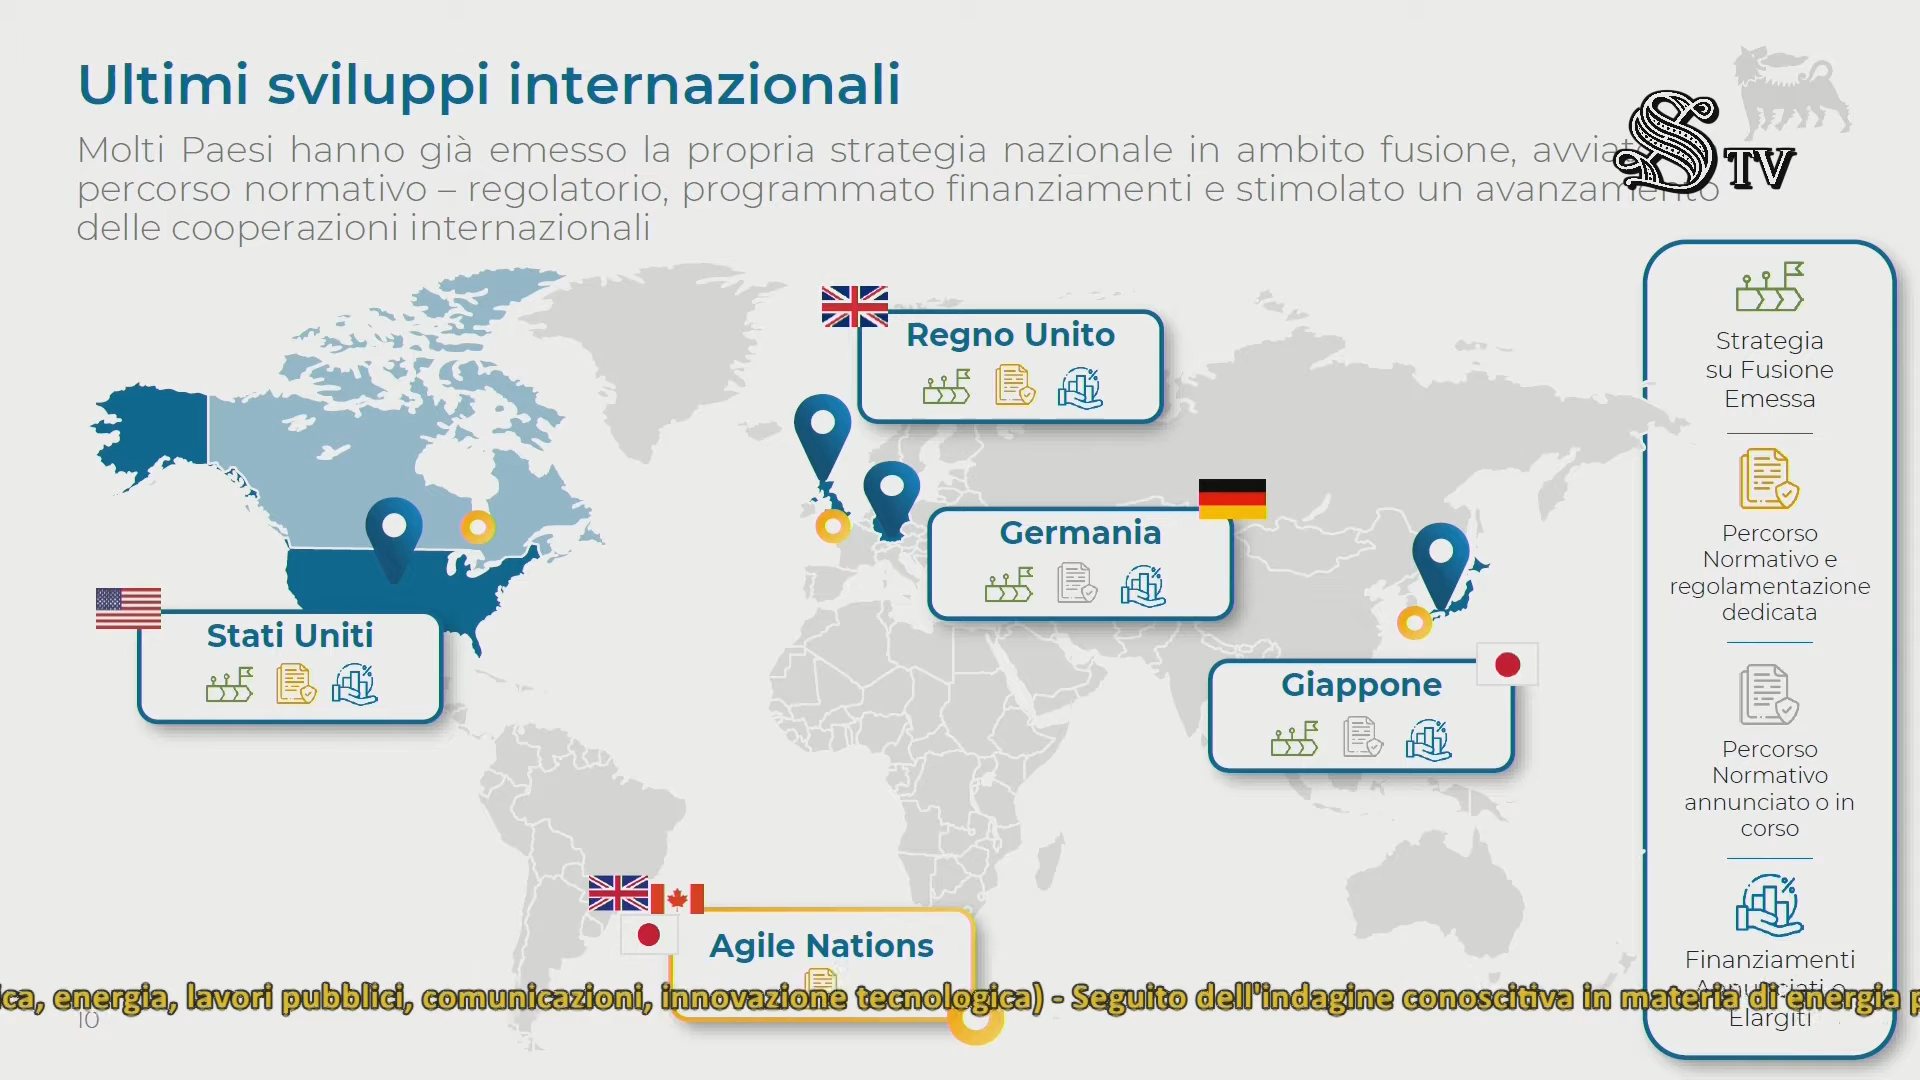 Ultimi sviluppi internazionali
Molti Paesi hanno già emesso la propria strategia nazionale in ambito fusione,
percorso normativo – regolatorio, programmato finanziamenti e stimolato un avanzamento
delle cooperazioni internazionali
S TV
Regno Unito
Germania
Stati Uniti
Giappone
Agile Nations
Strategia
su Fusione
Emessa
Percorso
Normativo e
regolamentazione
dedicata
Percorso
Normativo
annunciato o in
corso
Finanziamenti
Annunciati o
Elargiti
ica, energia, lavori pubblici, comunicazioni, innovazione tecnologica) - Seguito dell'indagine conoscitiva in materia di energia p
10